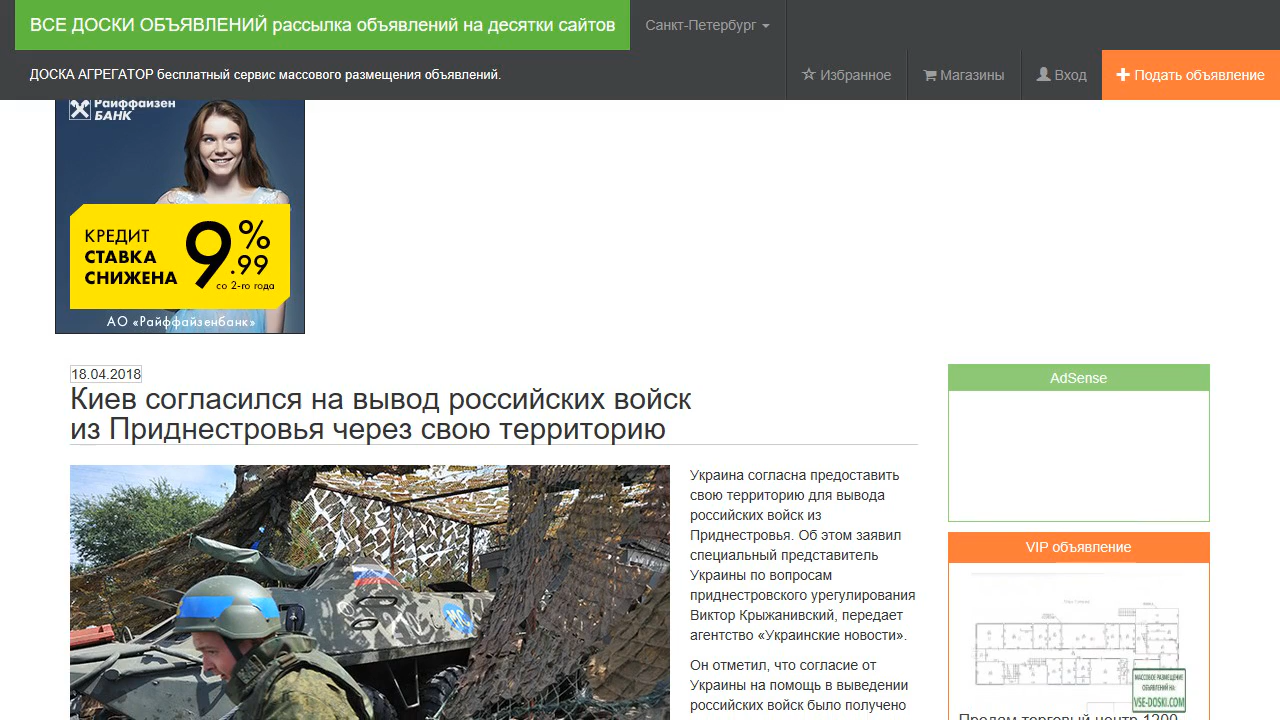 ВСЕ ДОСКИ ОБЪЯВЛЕНИЙ рассылка объявлений на десятки сайтов
Санкт-Петербург
ДОСКА АГРЕГАТОР бесплатный сервис массового размещения объявлений.
Избранное
Магазины
Вход
Подать объявление
Райффайзен
БАНК
КРЕДИТ
СТАВКА
СНИЖЕНА
9.99%
со 2-го года
АО «Райффайзенбанк»
18.04.2018
Киев согласился на вывод российских войск
из Приднестровья через свою территорию
Украина согласна предоставить
свою территорию для вывода
российских войск из
Приднестровья. Об этом заявил
специальный представитель
Украины по вопросам
приднестровского урегулирования
Виктор Крыжанивский, передает
агентство «Украинские новости».
Он отметил, что согласие от
Украины на помощь в выведении
российских войск было получено
МС
AdSense
VIP объявление
МАССОВОЕ РАЗМЕЩЕНИЕ
ОБЪЯВЛЕНИЙ НА:
VSE-DOSKI.COM
Продам торговый центр 1200